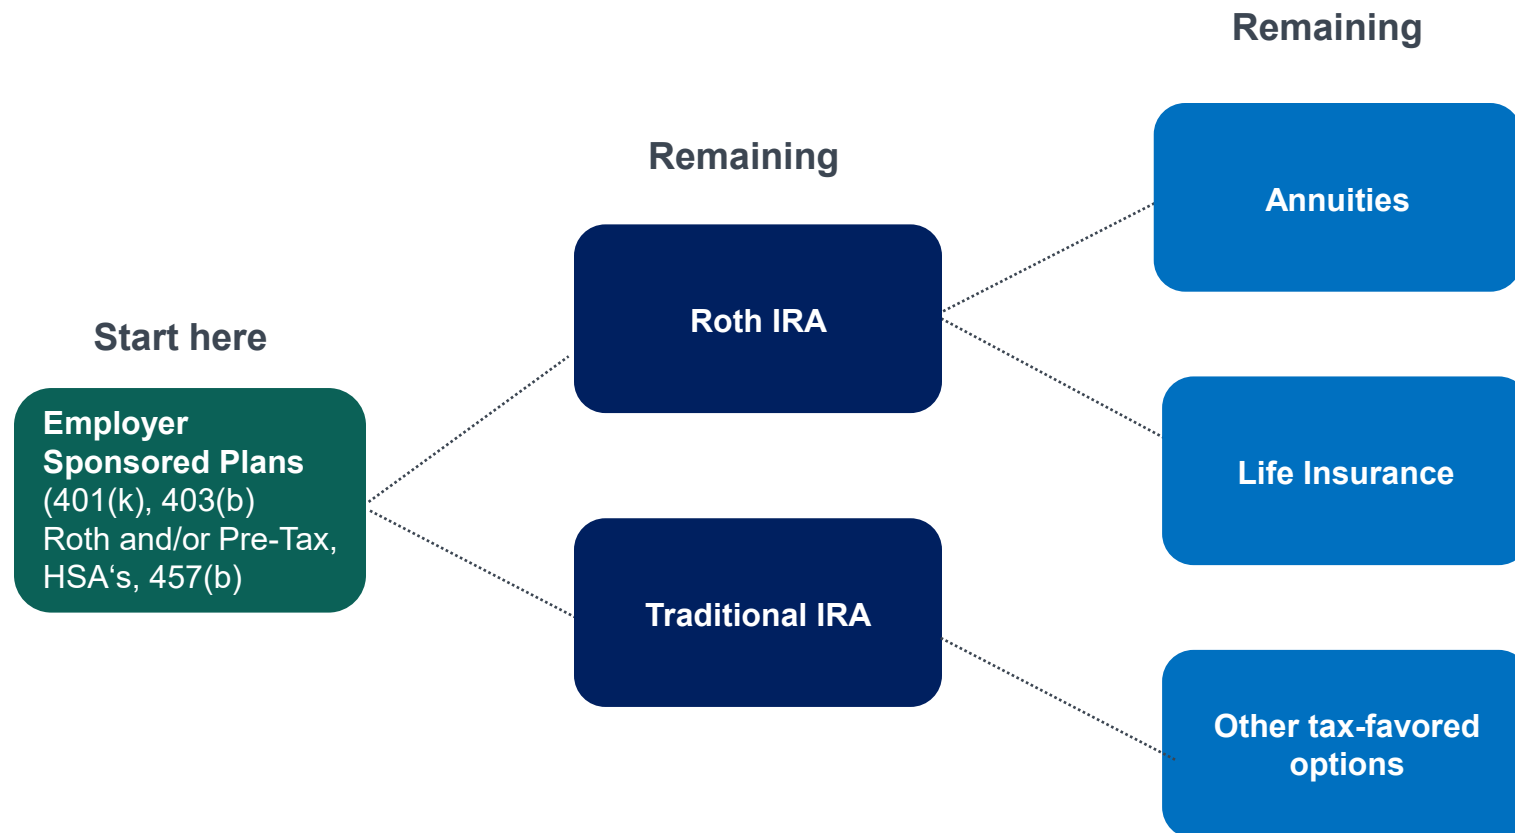 Start here
Employer
Sponsored Plans
(401(k), 403(b)
Roth and/or Pre-Tax,
HSA‘s, 457(b)
Remaining
Roth IRA
Traditional IRA
Remaining
Annuities
Life Insurance
Other tax-favored
options